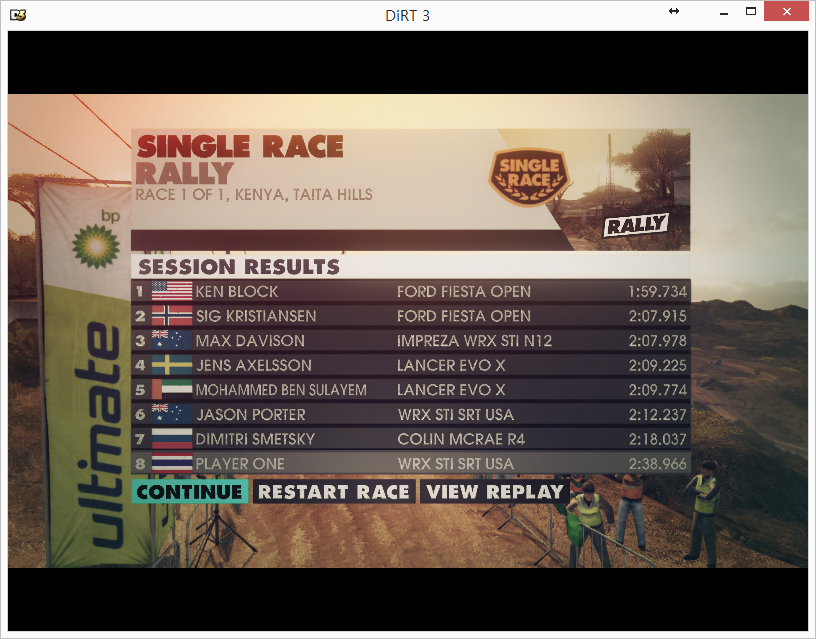 DiRT 3
SINGLE RACE
RALLY
RACE 1 OF 1, KENYA, TAITA HILLS
SINGLE
RACE
RALLY
bp
ultimate
SESSION RESULTS
1 KEN BLOCK FORD FIESTA OPEN 1:59.734
2 SIG KRISTIANSEN FORD FIESTA OPEN 2:07.915
3 MAX DAVISON IMPREZA WRX STI N12 2:07.978
4 JENS AXELSSON LANCER EVO X 2:09.225
5 MOHAMMED BEN SULAYEM LANCER EVO X 2:09.774
6 JASON PORTER WRX STI SRT USA 2:12.237
7 DIMITRI SMETSKY COLIN MCRAE R4 2:18.037
8 PLAYER ONE WRX STI SRT USA 2:38.966
CONTINUE RESTART RACE VIEW REPLAY